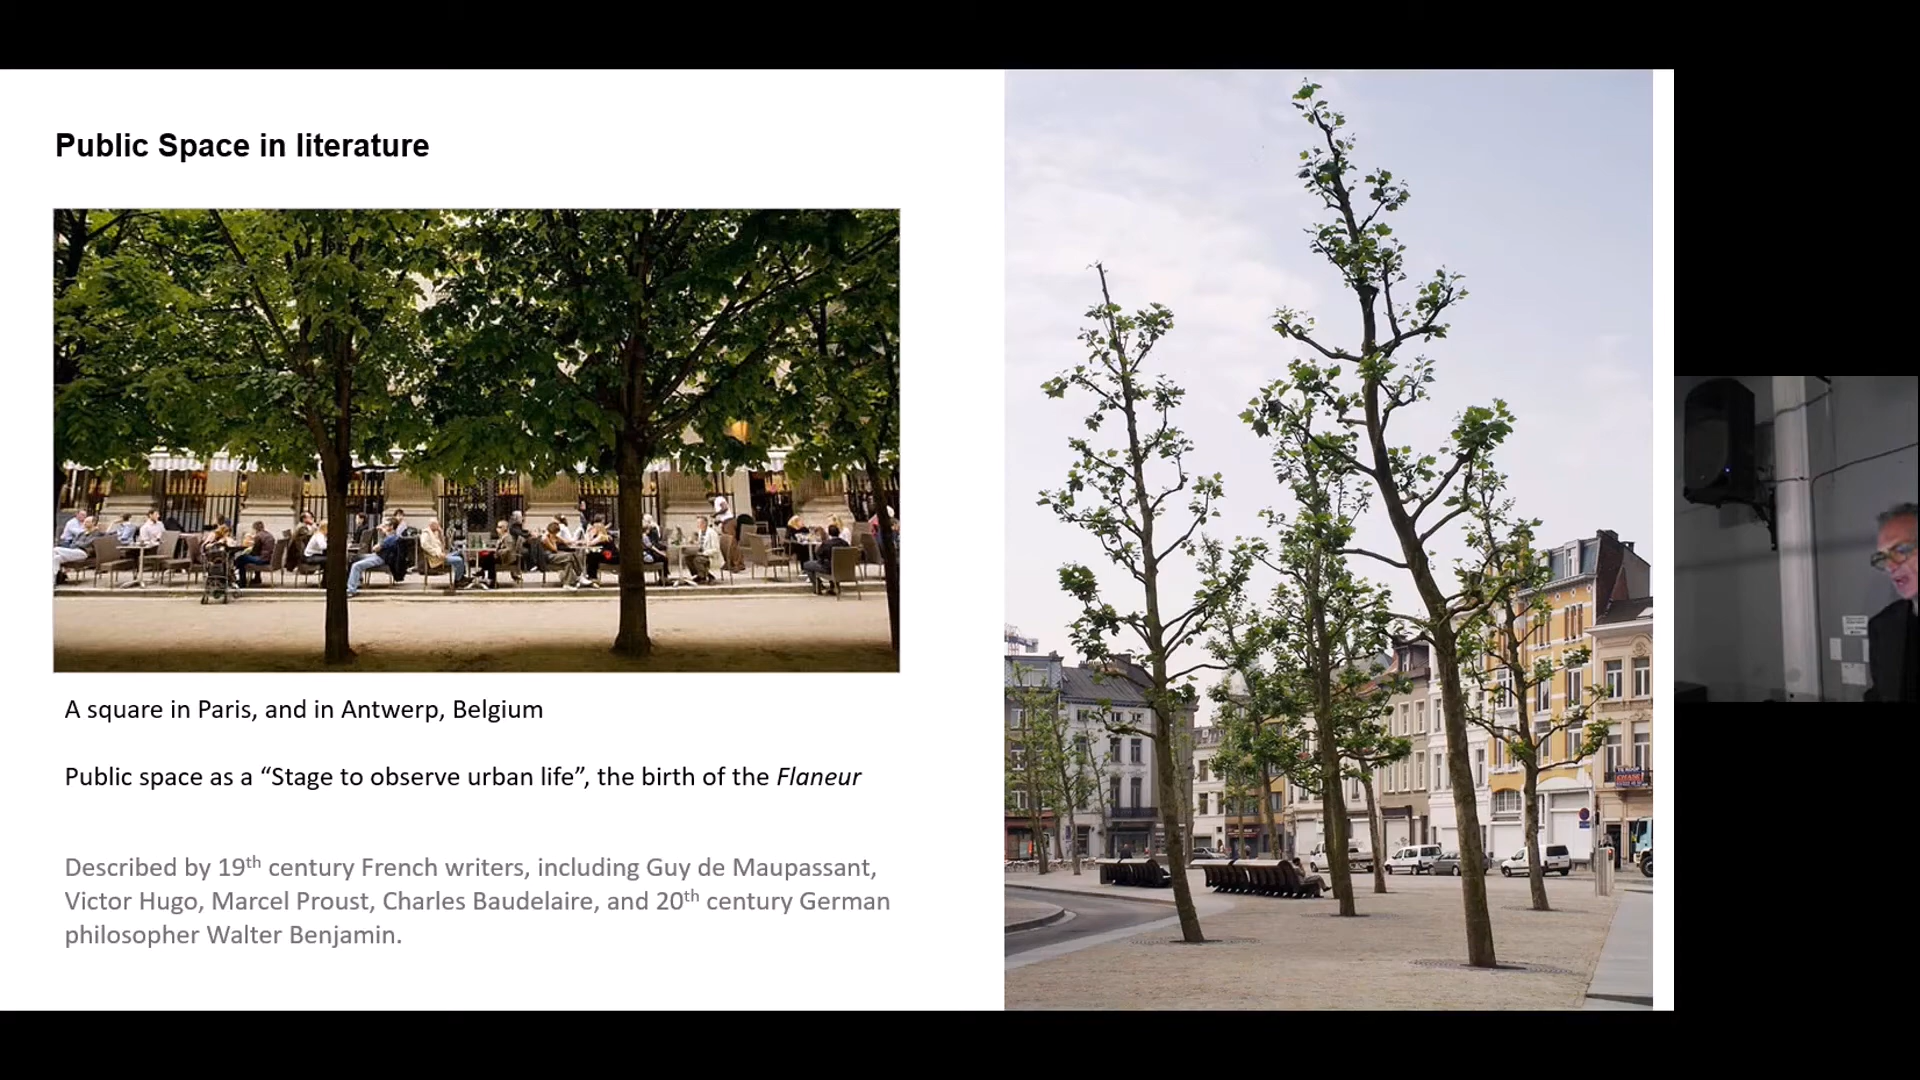 Public Space in literature
A square in Paris, and in Antwerp, Belgium
Public space as a “Stage to observe urban life”, the birth of the Flaneur
Described by 19th century French writers, including Guy de Maupassant,
Victor Hugo, Marcel Proust, Charles Baudelaire, and 20th century German
philosopher Walter Benjamin.
TE KOOP